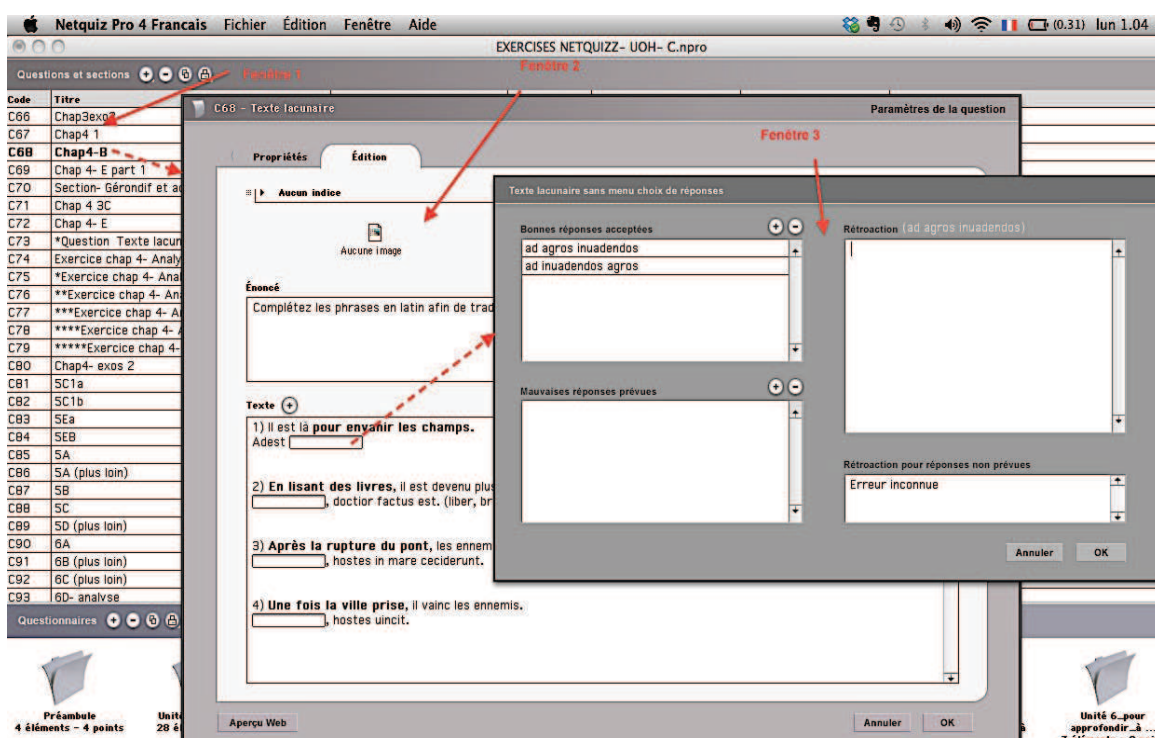 Netquiz Pro 4 Francais Fichier Édition Fenêtre Aide (0.31) lun 1.04
EXERCISES NETQUIZZ- UOH- C.npro
Questions et sections Fenêtre 1 Fenêtre 2
Code Titre
C66 Chap3exo2
C67 Chap4 1
C68 Chap4-B
C69 Chap 4- E part 1
C70 Section- Gérondif et
C71 Chap 4 3C
C72 Chap 4- E
C73 *Question Texte lacun
C74 Exercice chap 4- Analy
C75 *Exercice chap 4- Anal
C76 **Exercice chap 4- An
C77 ***Exercice chap 4- A
C78 ****Exercice chap 4-
C79 *****Exercice chap 4-
C80 Chap4- exos 2
C81 5C1a
C82 5C1b
C83 5Ea
C84 5EB
C85 5A
C86 5A (plus loin)
C87 5B
C88 5C
C89 5D (plus loin)
C90 6A
C91 6B (plus loin)
C92 6C (plus loin)
C93 6D- analyse
Questionnaires
Préambule
4 éléments - 4 points
Unité
28 él
Unité 6_pour
approfondir_à ...
C68 - Texte lacunaire Paramètres de la question
Fenêtre 3
Propriétés Édition
Aucun indice
Aucune image
Énoncé
Complétez les phrases en latin afin de trad
Texte
1) Il est là pour envahir les champs.
Adest
2) En lisant des livres, il est devenu plus
, doctior factus est. (liber, br
3) Après la rupture du pont, les ennem
, hostes in mare ceciderunt.
4) Une fois la ville prise, il vainc les ennemis.
, hostes uincit.
Aperçu Web Annuler OK
Texte lacunaire sans menu choix de réponses
Bonnes réponses acceptées
ad agros inuadendos
ad inuadendos agros
Mauvaises réponses prévues
Rétroaction (ad agros inuadendos)
Rétroaction pour réponses non prévues
Erreur inconnue
Annuler OK